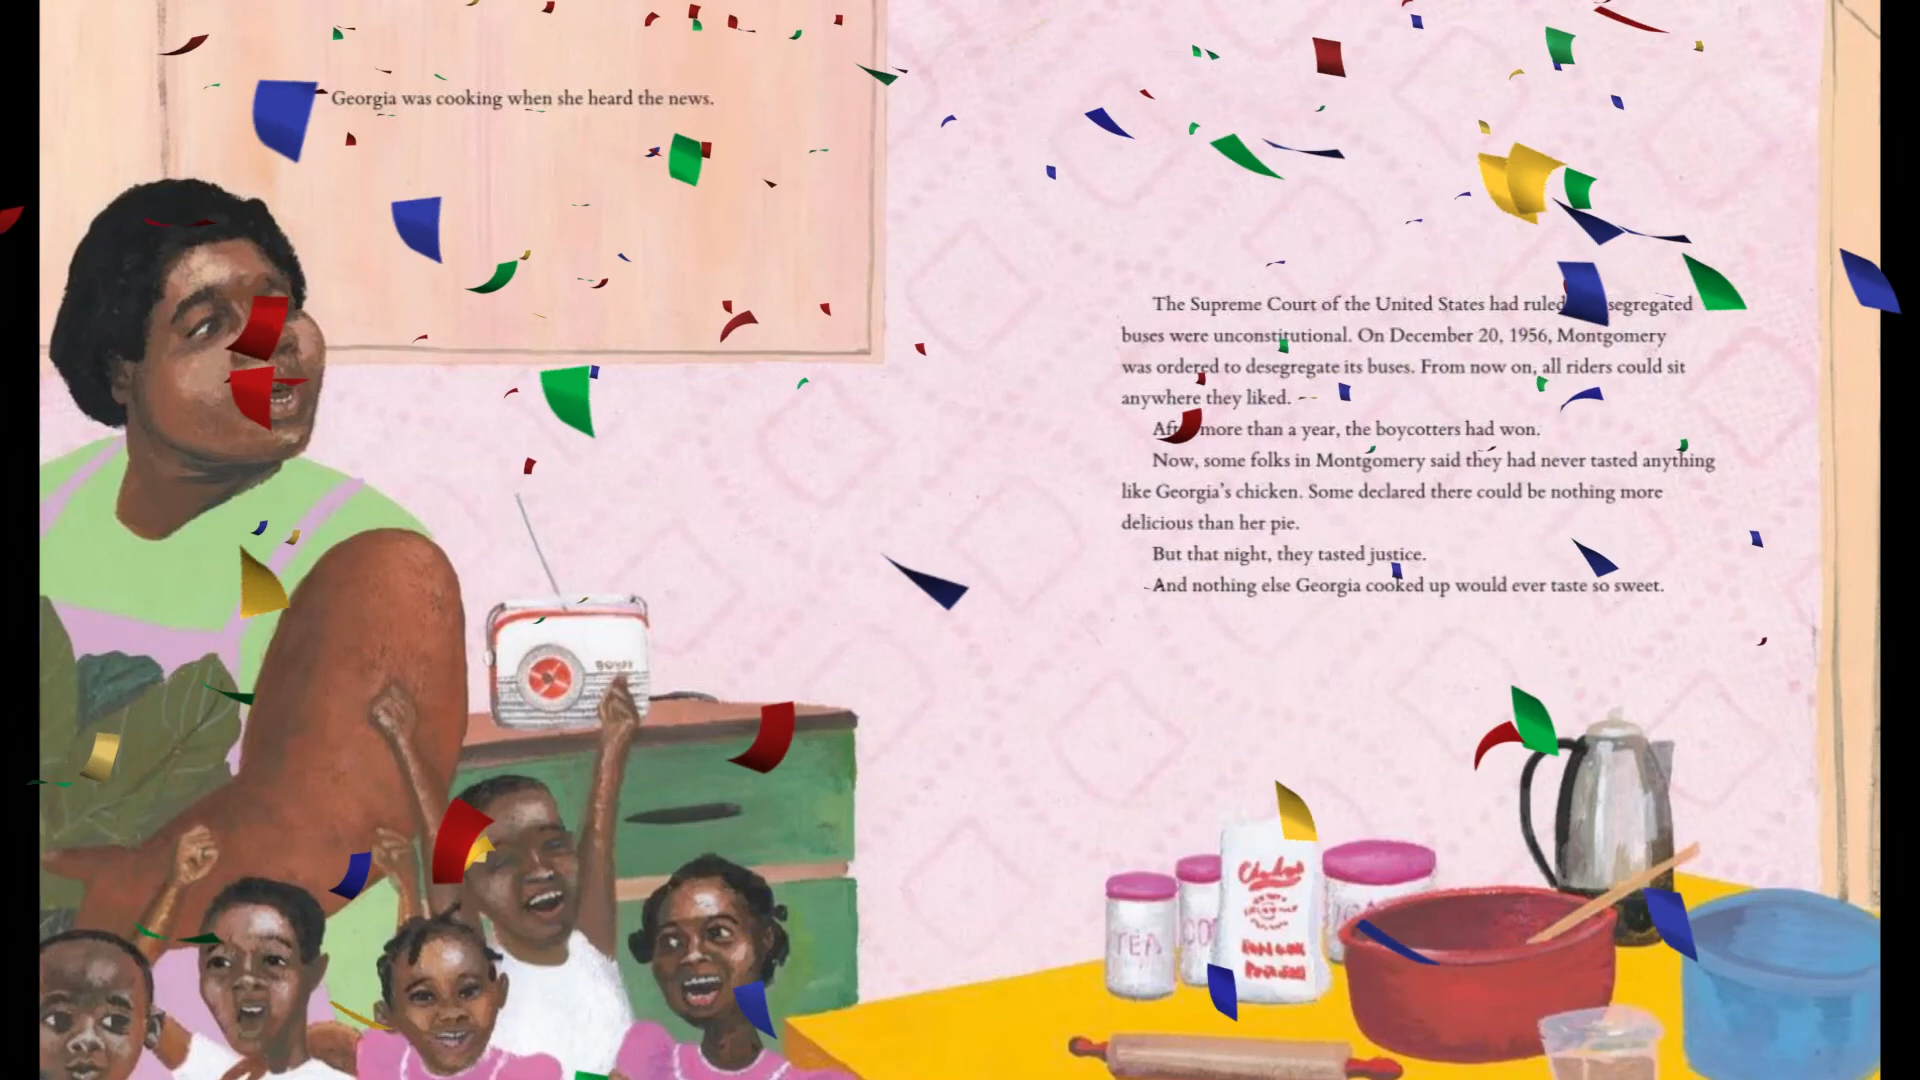 Georgia was cooking when she heard the news.
The Supreme Court of the United States had ruled segregated
buses were unconstitutional. On December 20, 1956, Montgomery
was ordered to desegregate its buses. From now on, all riders could sit
anywhere they liked.
more than a year, the boycotters had won.
Now, some folks in Montgomery said they had never tasted anything
like Georgia's chicken. Some declared there could be nothing more
delicious than her pie.
But that night, they tasted justice.
And nothing else Georgia cooked up would ever taste so sweet.
TEA